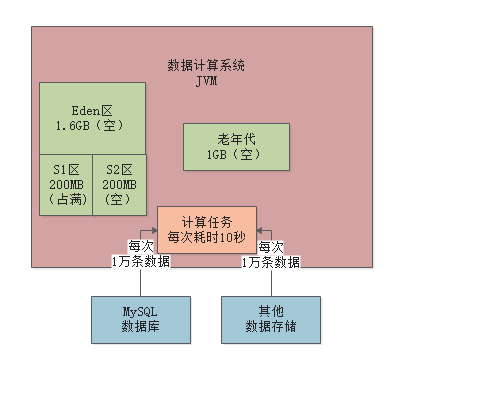 数据计算系统
JVM
Eden区
1.6GB（空）
老年代
1GB（空）
S1区
200MB
（占满）
S2区
200MB
（空）
计算任务
每次耗时10秒
每次
1万条数据
每次
1万条数据
MySQL
数据库
其他
数据存储